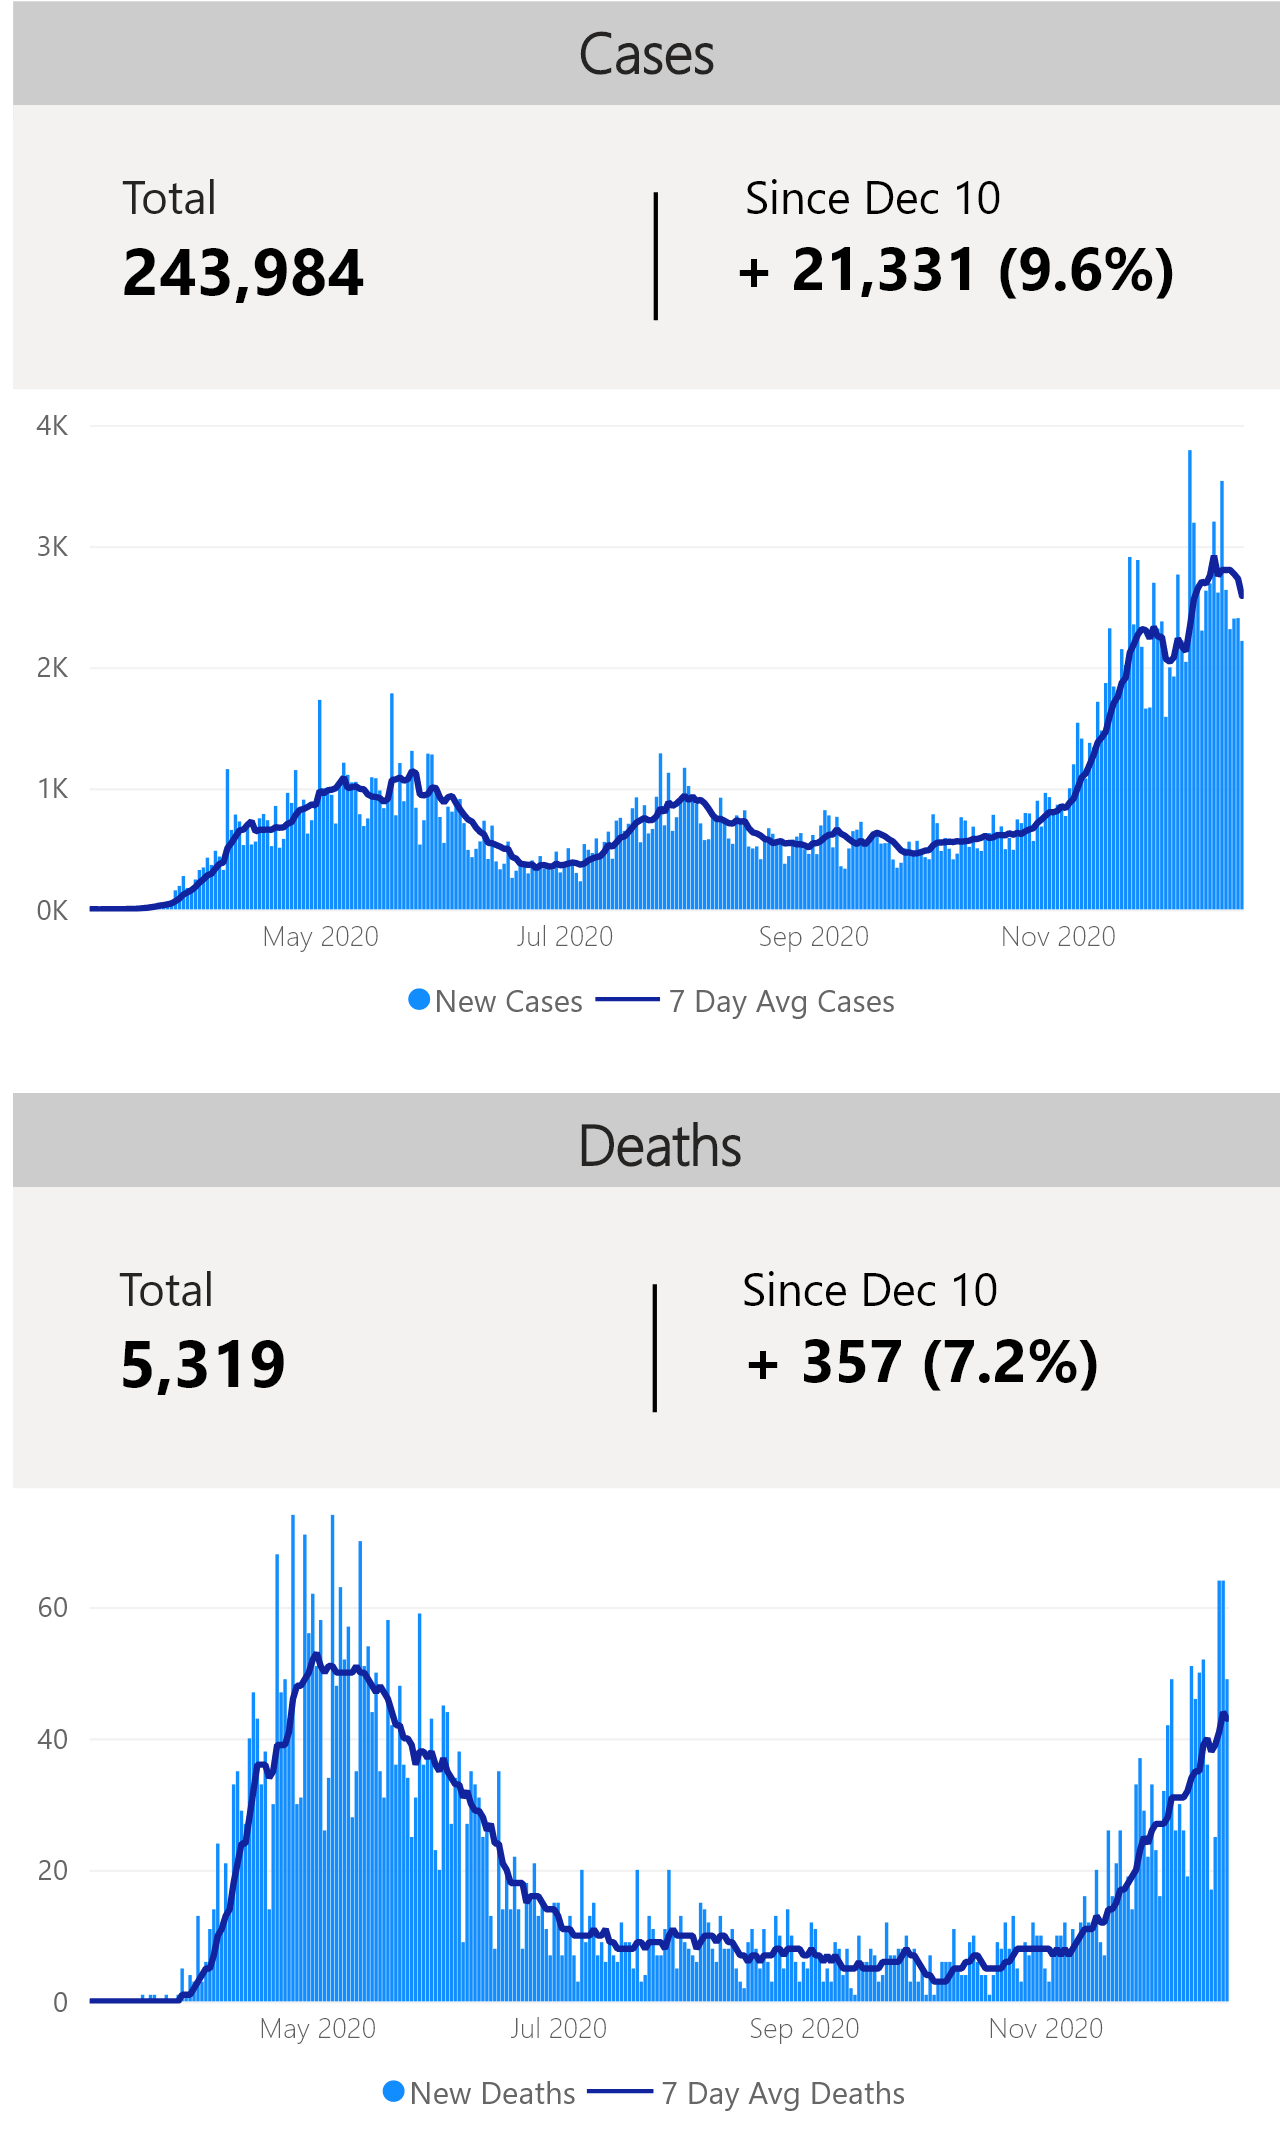 Cases
Total
243,984
Since Dec 10
+ 21,331 (9.6%)
4K
3K
2K
1K
0K
May 2020
Jul 2020
Sep 2020
Nov 2020
New Cases
7 Day Avg Cases
Deaths
Total
5,319
Since Dec 10
+ 357 (7.2%)
60
40
20
0
May 2020
Jul 2020
Sep 2020
Nov 2020
New Deaths
7 Day Avg Deaths